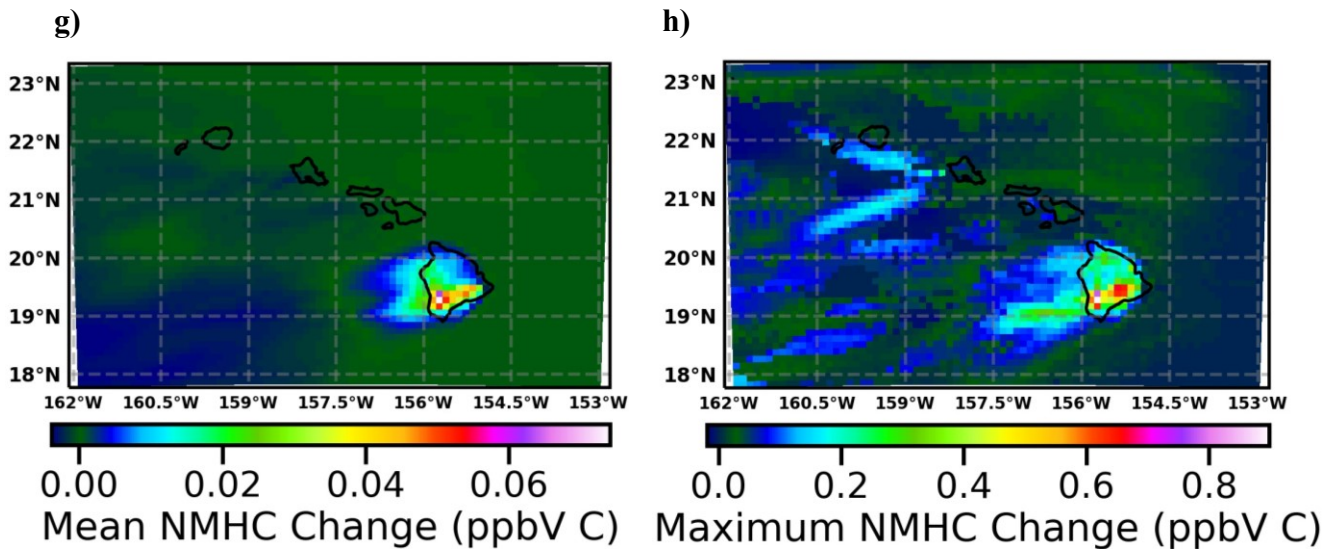 g)
h)
23°N
22°N
21°N
20°N
19°N
18°N
162°W 160.5°W 159°W 157.5°W 156°W 154.5°W 153°W
0.00 0.02 0.04 0.06
Mean NMHC Change (ppbV C)
23°N
22°N
21°N
20°N
19°N
18°N
162°W 160.5°W 159°W 157.5°W 156°W 154.5°W 153°W
0.0 0.2 0.4 0.6 0.8
Maximum NMHC Change (ppbV C)